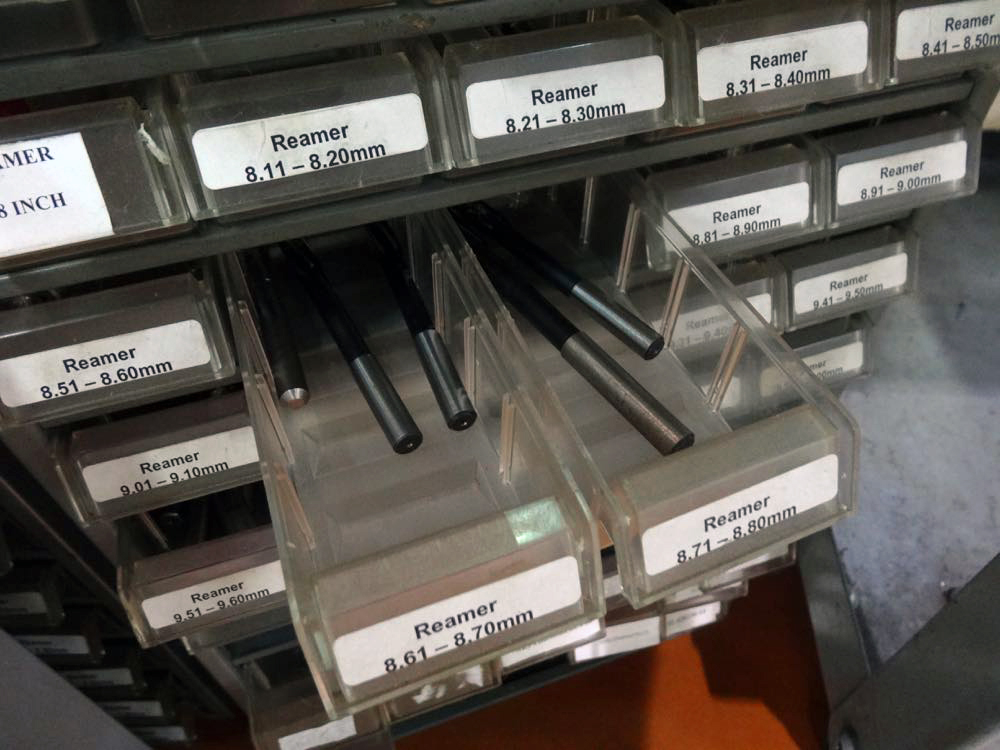 Reamer
8.11 – 8.20mm
Reamer
8.21 – 8.30mm
Reamer
8.31 – 8.40mm
Reamer
8.41 – 8.50m
8 INCH
Reamer
8.51 – 8.60mm
Reamer
8.61 – 8.70mm
Reamer
8.71 – 8.80mm
Reamer
8.81 – 8.90mm
Reamer
8.91 – 9.00mm
Reamer
9.01 – 9.10mm
Reamer
9.41 – 9.50mm
Reamer
9.51 – 9.60mm